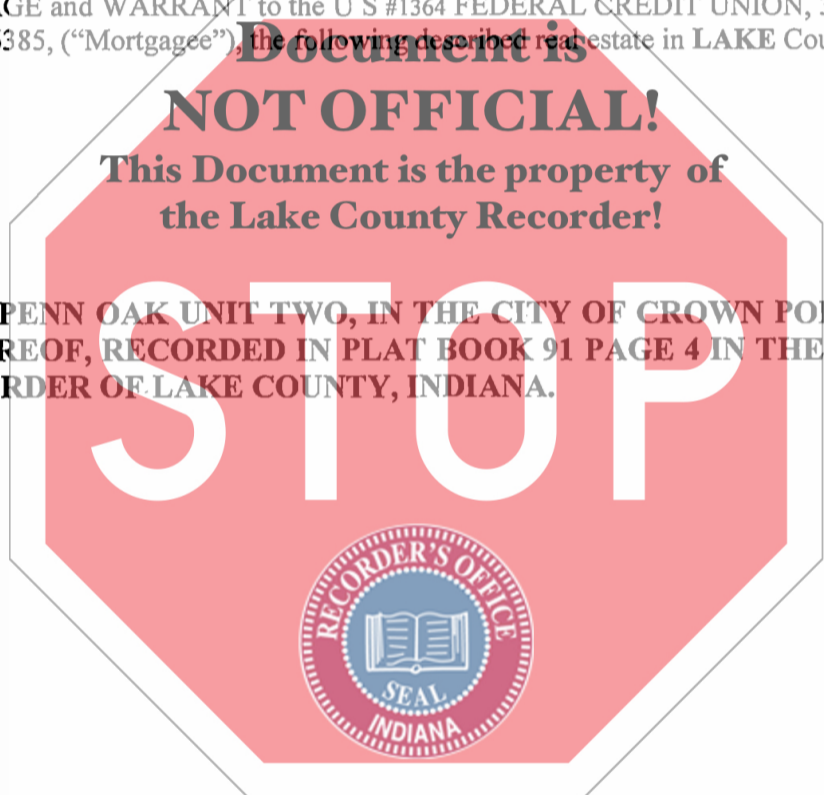 GE and WARRANT to the U S #1364 FEDERAL CREDIT UNION,
385, ("Mortgagee"), the following described real estate in LAKE Cou
Document is
NOT OFFICIAL!
This Document is the property of
the Lake County Recorder!
PENN OAK UNIT TWO, IN THE CITY OF CROWN POI
REOF, RECORDED IN PLAT BOOK 91 PAGE 4 IN THE
RDER OF LAKE COUNTY, INDIANA.
STOP
RECORDER'S OFFICE
SEAL
INDIANA